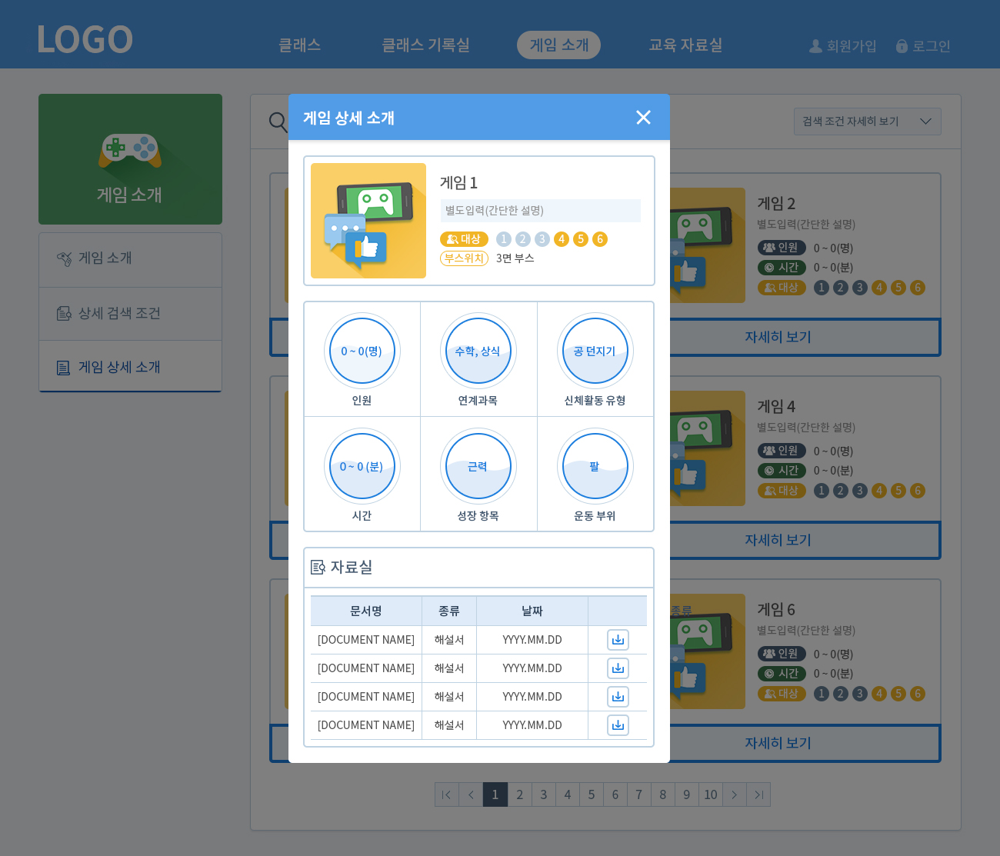 LOGO
클래스
클래스 기록실
게임 소개
교육 자료실
회원가입
로그인
게임 소개
게임 소개
상세 검색 조건
게임 상세 소개
검색 조건 자세히 보기
게임 상세 소개
게임 1
별도입력(간단한 설명)
대상 1 2 3 4 5 6
부스위치 3면 부스
0 ~ 0(명)
인원
수학, 상식
연계과목
공 던지기
신체활동 유형
0 ~ 0 (분)
시간
근력
성장 항목
팔
운동 부위
자료실
문서명 종류 날짜
[DOCUMENT NAME] 해설서 YYYY.MM.DD
[DOCUMENT NAME] 해설서 YYYY.MM.DD
[DOCUMENT NAME] 해설서 YYYY.MM.DD
[DOCUMENT NAME] 해설서 YYYY.MM.DD
게임 2
별도입력(간단한 설명)
인원 0 ~ 0(명)
시간 0 ~ 0(분)
대상 1 2 3 4 5 6
자세히 보기
게임 4
별도입력(간단한 설명)
인원 0 ~ 0(명)
시간 0 ~ 0(분)
대상 1 2 3 4 5 6
자세히 보기
종류
게임 6
별도입력(간단한 설명)
인원 0 ~ 0(명)
시간 0 ~ 0(분)
대상 1 2 3 4 5 6
자세히 보기
1 2 3 4 5 6 7 8 9 10